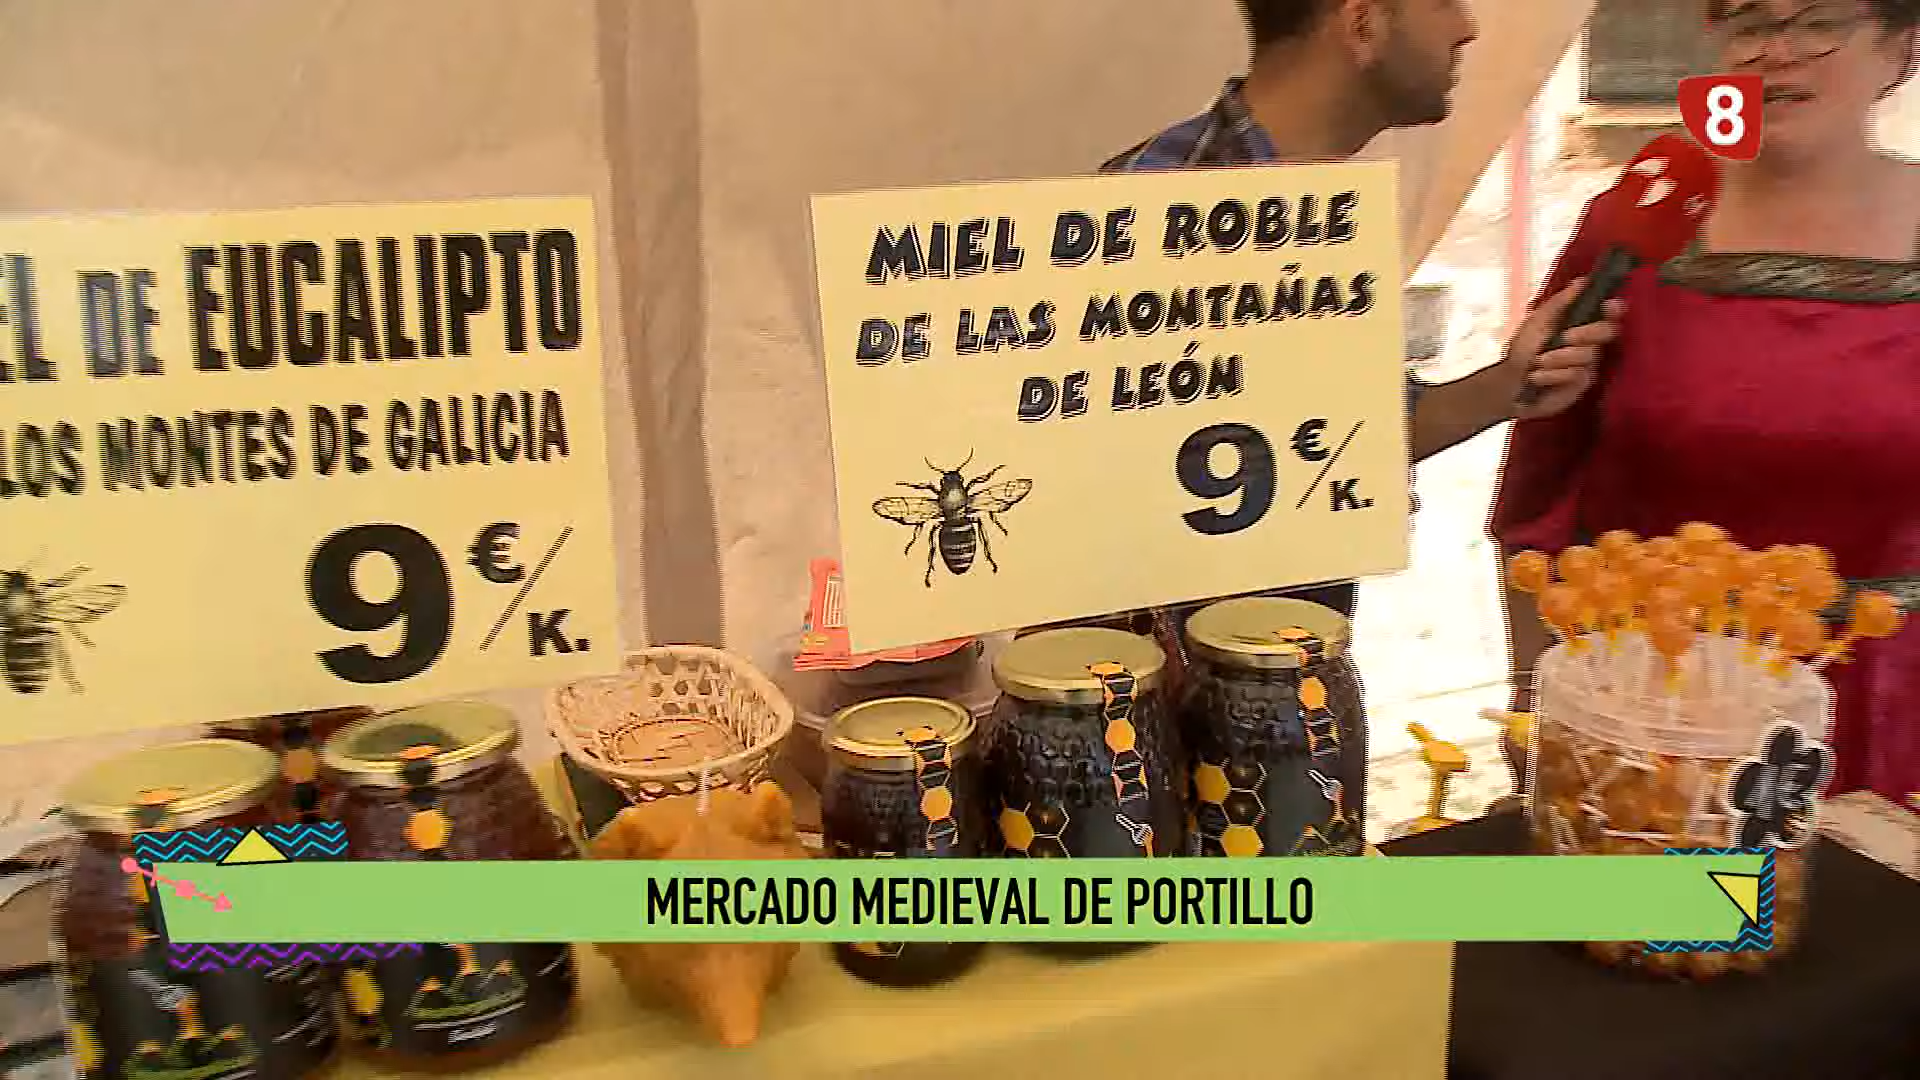 8
EL DE EUCALIPTO
LOS MONTES DE GALICIA
9 €/K.
MIEL DE ROBLE
DE LAS MONTAÑAS
DE LEÓN
9 €/K.
MERCADO MEDIEVAL DE PORTILLO